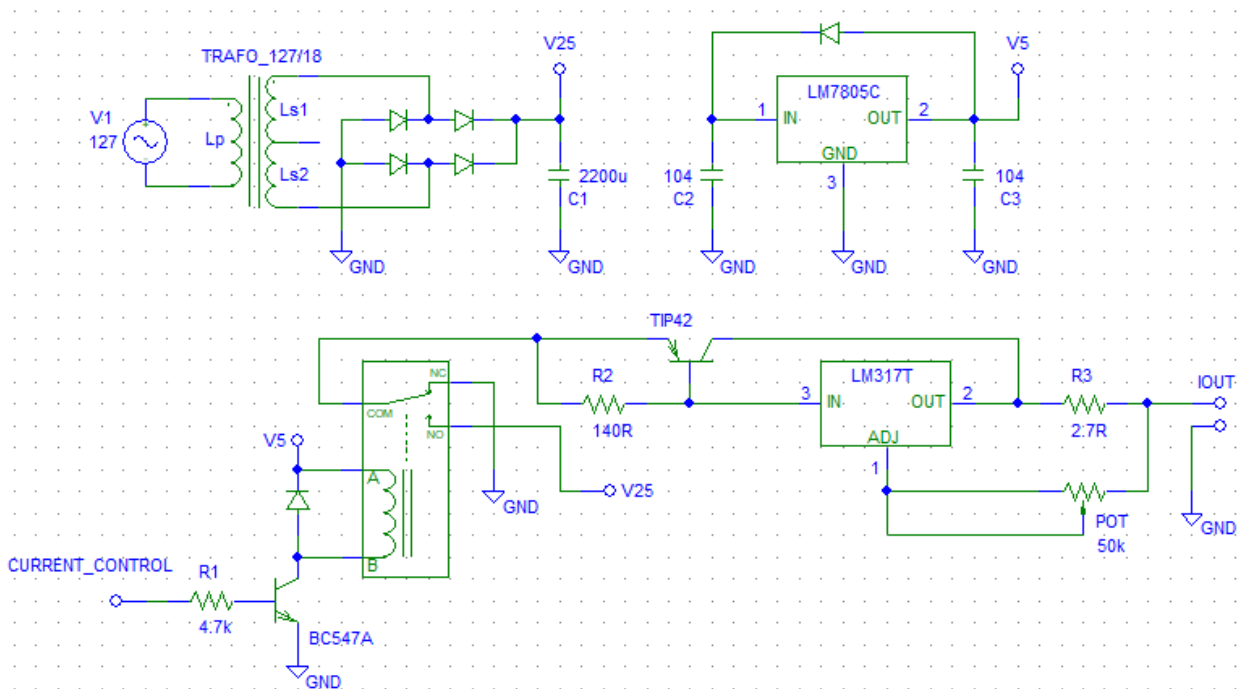 TRAFO_127/18
V1
127
Lp
Ls1
Ls2
V25
2200u
C1
GND
GND
V5
LM7805C
1
IN
OUT
2
GND
3
104
C2
104
C3
GND
GND
GND
TIP42
NC
COM
NO
A
B
V5
GND
V25
R2
140R
LM317T
3
IN
OUT
2
ADJ
1
R3
2.7R
IOUT
POT
50k
GND
CURRENT_CONTROL
R1
4.7k
BC547A
GND